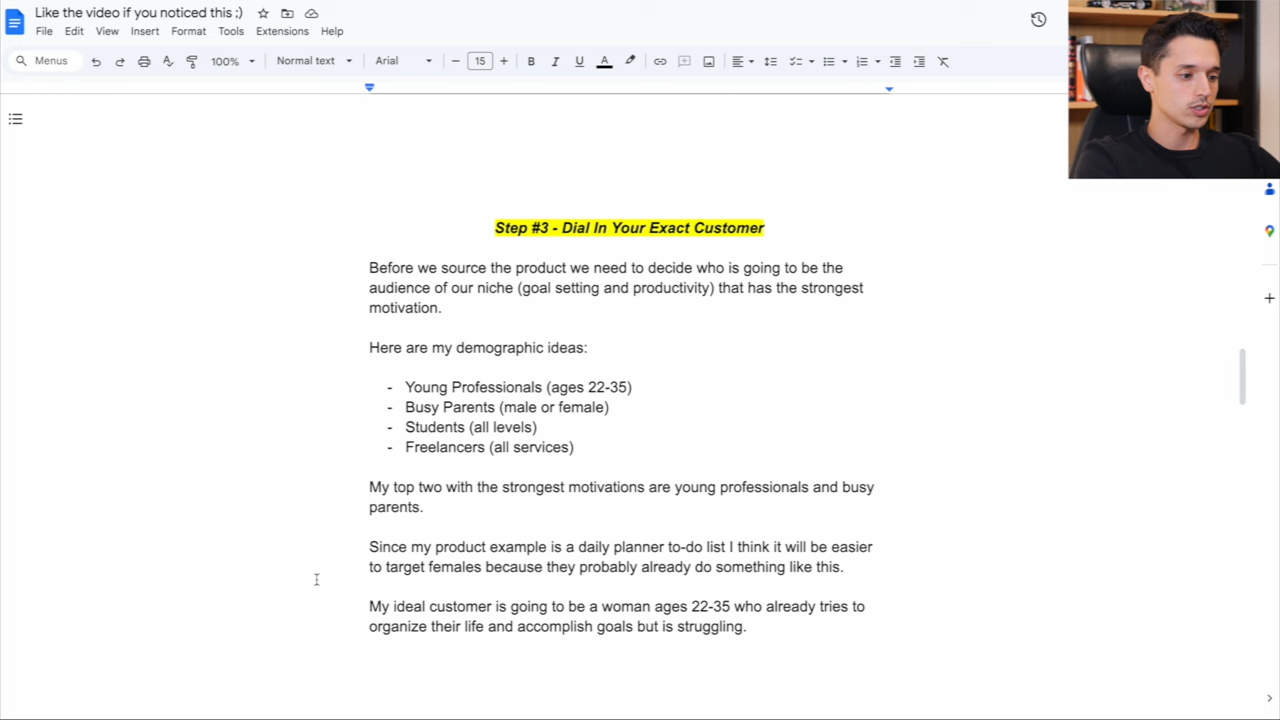 Like the video if you noticed this ;)
File Edit View Insert Format Tools Extensions Help
Menus 100% Normal text Arial 15 B I U A
Step #3 - Dial In Your Exact Customer
Before we source the product we need to decide who is going to be the
audience of our niche (goal setting and productivity) that has the strongest
motivation.
Here are my demographic ideas:
- Young Professionals (ages 22-35)
- Busy Parents (male or female)
- Students (all levels)
- Freelancers (all services)
My top two with the strongest motivations are young professionals and busy
parents.
Since my product example is a daily planner to-do list I think it will be easier
to target females because they probably already do something like this.
My ideal customer is going to be a woman ages 22-35 who already tries to
organize their life and accomplish goals but is struggling.